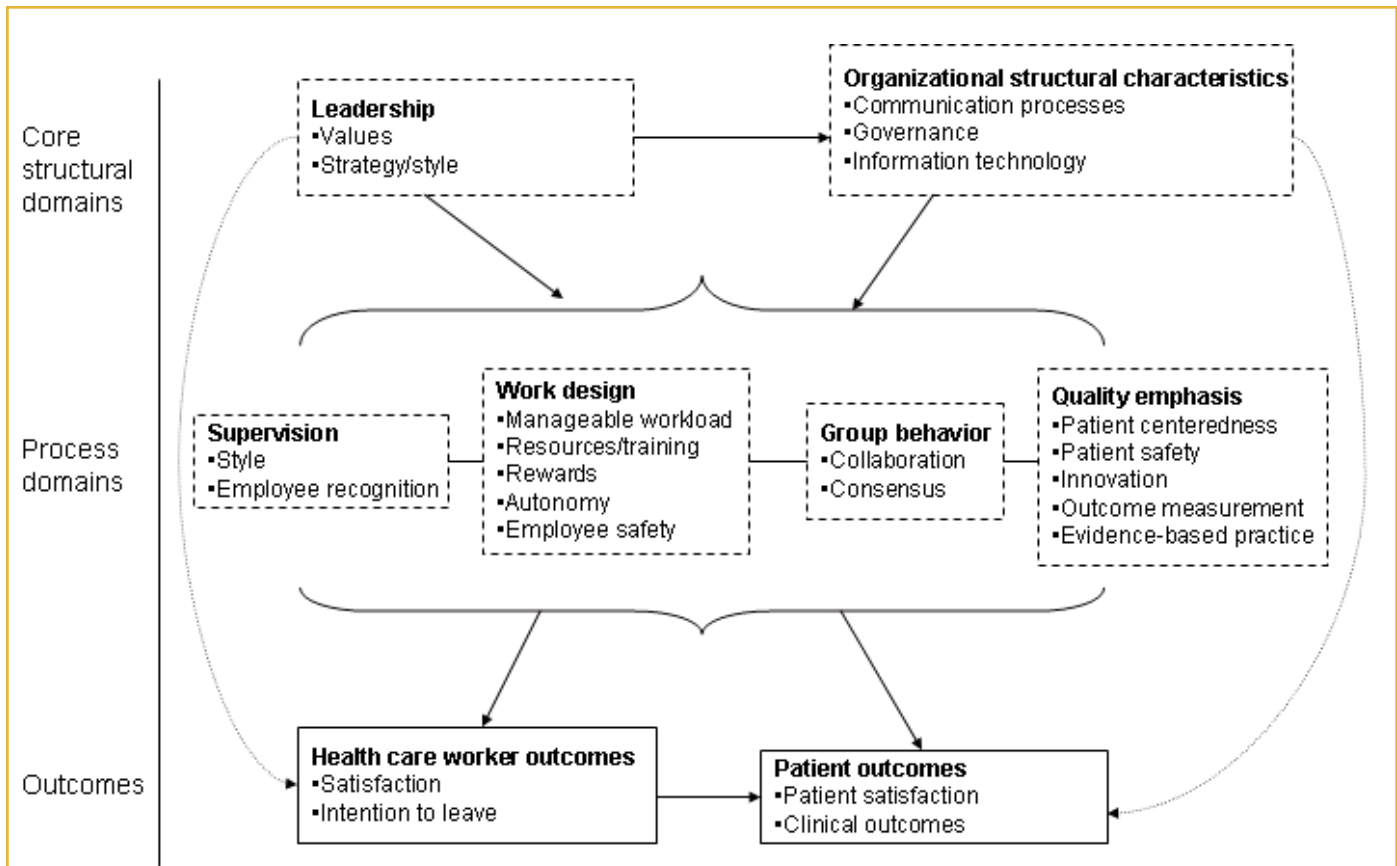 Core
structural
domains
Leadership
▪Values
▪Strategy/style
Organizational structural characteristics
▪Communication processes
▪Governance
▪Information technology
Process
domains
Supervision
▪Style
▪Employee recognition
Work design
▪Manageable workload
▪Resources/training
▪Rewards
▪Autonomy
▪Employee safety
Group behavior
▪Collaboration
▪Consensus
Quality emphasis
▪Patient centeredness
▪Patient safety
▪Innovation
▪Outcome measurement
▪Evidence-based practice
Outcomes
Health care worker outcomes
▪Satisfaction
▪Intention to leave
Patient outcomes
▪Patient satisfaction
▪Clinical outcomes